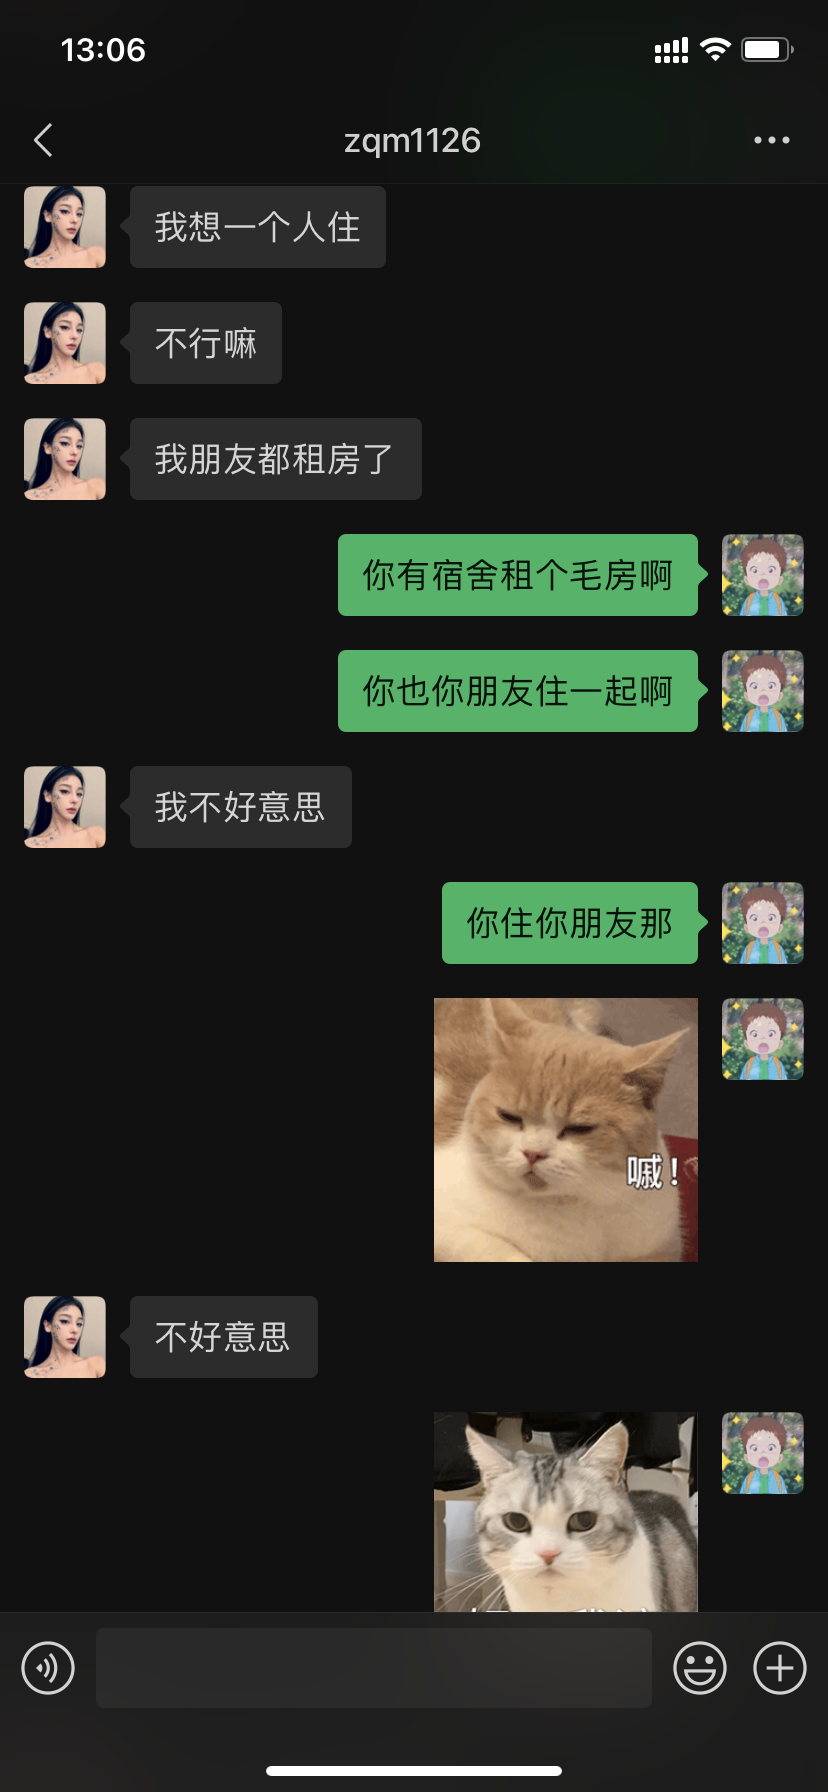 13:06
zqm1126
我想一个人住
不行嘛
我朋友都租房了
你有宿舍租个毛房啊
你也你朋友住一起啊
我不好意思
你住你朋友那
嘁!
不好意思